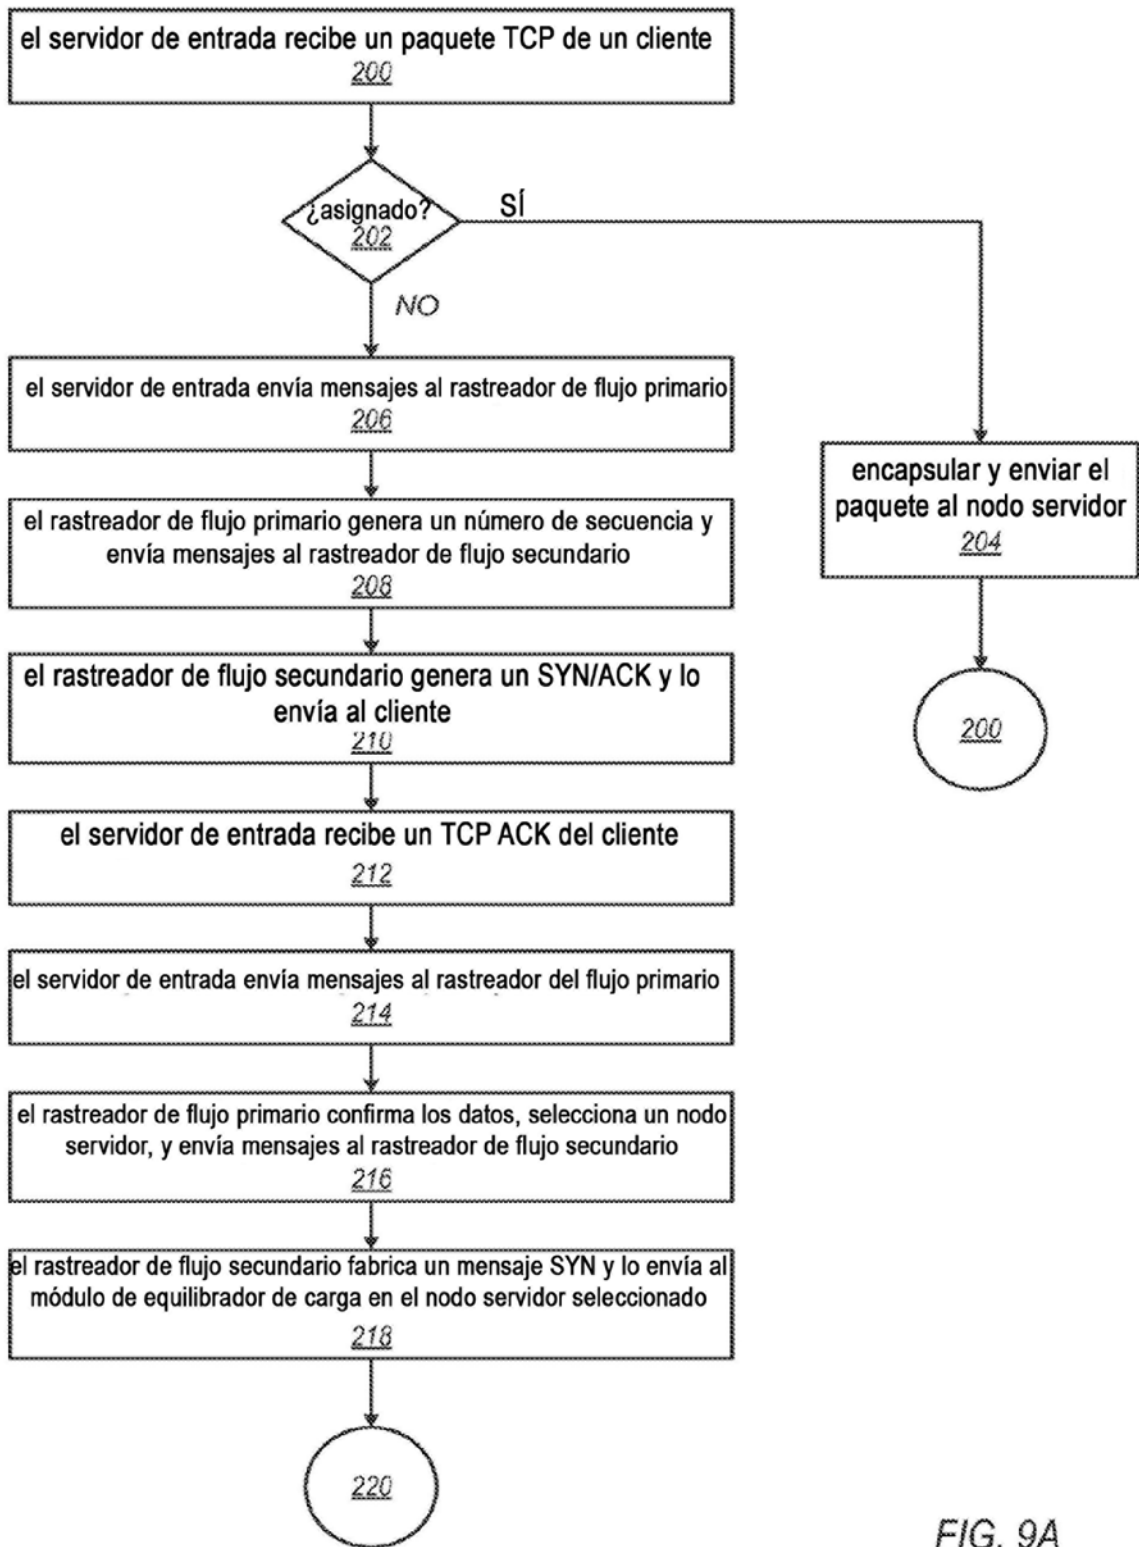 el servidor de entrada recibe un paquete TCP de un cliente
200
¿asignado?
202
SÍ
NO
el servidor de entrada envía mensajes al rastreador de flujo primario
206
encapsular y enviar el
paquete al nodo servidor
204
el rastreador de flujo primario genera un número de secuencia y
envía mensajes al rastreador de flujo secundario
208
el rastreador de flujo secundario genera un SYN/ACK y lo
envía al cliente
210
200
el servidor de entrada recibe un TCP ACK del cliente
212
el servidor de entrada envía mensajes al rastreador del flujo primario
214
el rastreador de flujo primario confirma los datos, selecciona un nodo
servidor, y envía mensajes al rastreador de flujo secundario
216
el rastreador de flujo secundario fabrica un mensaje SYN y lo envía al
módulo de equilibrador de carga en el nodo servidor seleccionado
218
220
FIG. 9A